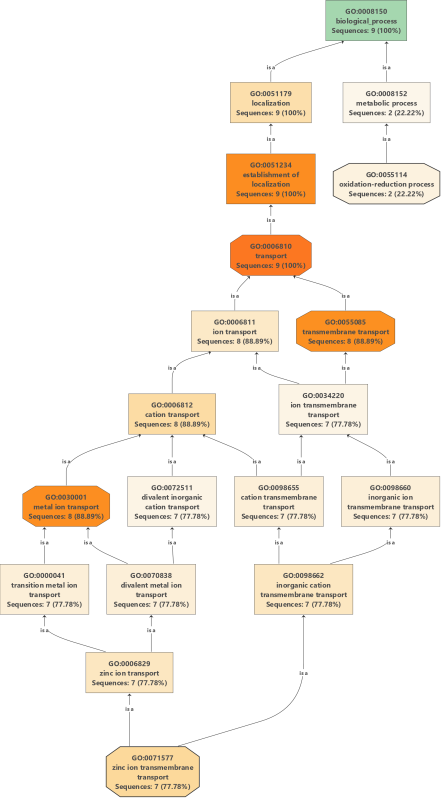 GO:0008150
biological_process
Sequences: 9 (100%)
is a
is a
GO:0051179
localization
Sequences: 9 (100%)
GO:0008152
metabolic process
Sequences: 2 (22.22%)
is a
is a
GO:0051234
establishment of
localization
Sequences: 9 (100%)
GO:0055114
oxidation-reduction process
Sequences: 2 (22.22%)
is a
GO:0006810
transport
Sequences: 9 (100%)
is a
is a
GO:0006811
ion transport
Sequences: 8 (88.89%)
GO:0055085
transmembrane transport
Sequences: 8 (88.89%)
is a
is a
is a
GO:0006812
cation transport
Sequences: 8 (88.89%)
GO:0034220
ion transmembrane
transport
Sequences: 7 (77.78%)
is a
is a
is a
is a
GO:0030001
metal ion transport
Sequences: 8 (88.89%)
GO:0072511
divalent inorganic
cation transport
Sequences: 7 (77.78%)
GO:0098655
cation transmembrane
transport
Sequences: 7 (77.78%)
GO:0098660
inorganic ion
transmembrane transport
Sequences: 7 (77.78%)
is a
is a
is a
is a
is a
GO:0000041
transition metal ion
transport
Sequences: 7 (77.78%)
GO:0070838
divalent metal ion
transport
Sequences: 7 (77.78%)
GO:0098662
inorganic cation
transmembrane transport
Sequences: 7 (77.78%)
is a
is a
GO:0006829
zinc ion transport
Sequences: 7 (77.78%)
is a
is a
GO:0071577
zinc ion transmembrane
transport
Sequences: 7 (77.78%)